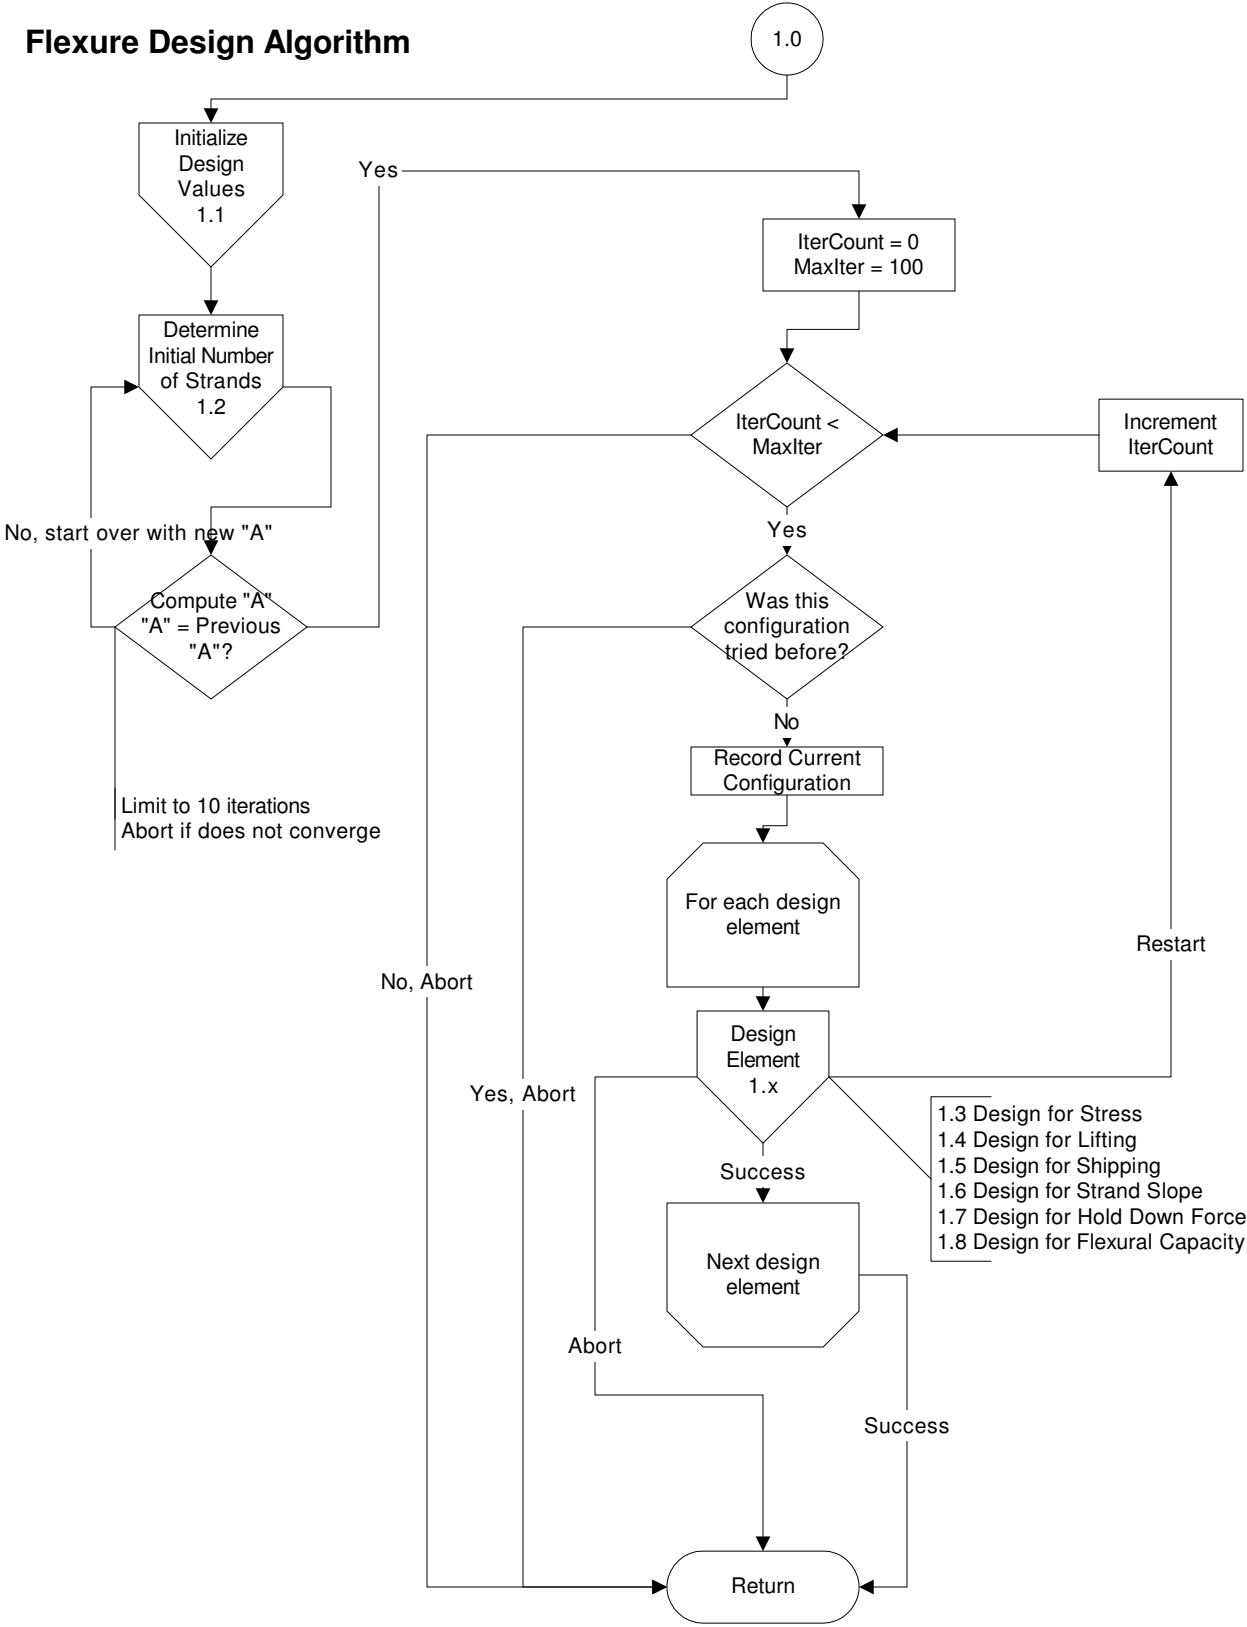 Flexure Design Algorithm
1.0
Initialize
Design
Values
1.1
Yes
IterCount = 0
MaxIter = 100
Determine
Initial Number
of Strands
1.2
IterCount <
MaxIter
Increment
IterCount
No, start over with new "A"
Yes
Compute "A"
"A" = Previous
"A"?
Was this
configuration
tried before?
No
Record Current
Configuration
Limit to 10 iterations
Abort if does not converge
For each design
element
Restart
No, Abort
Design
Element
1.x
Yes, Abort
1.3 Design for Stress
1.4 Design for Lifting
1.5 Design for Shipping
1.6 Design for Strand Slope
1.7 Design for Hold Down Force
1.8 Design for Flexural Capacity
Success
Next design
element
Abort
Success
Return